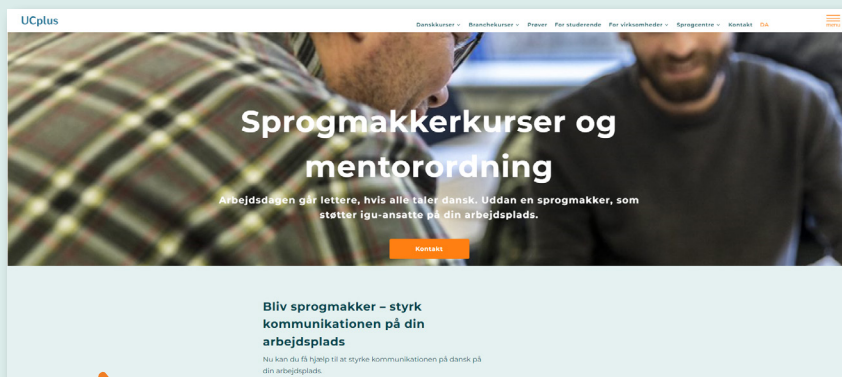 UCplus
Danskkurser Branchekurser Prøver For studerende For virksomheder Sprogcentre Kontakt DA
menu
Sprogmakkerkurser og
mentorordning
Arbejdsdagen går lettere, hvis alle taler dansk. Uddan en sprogmakker, som
støtter igu-ansatte på din arbejdsplads.
Kontakt
Bliv sprogmakker – styrk
kommunikationen på din
arbejdsplads
Nu kan du få hjælp til at styrke kommunikationen på dansk på
din arbejdsplads.